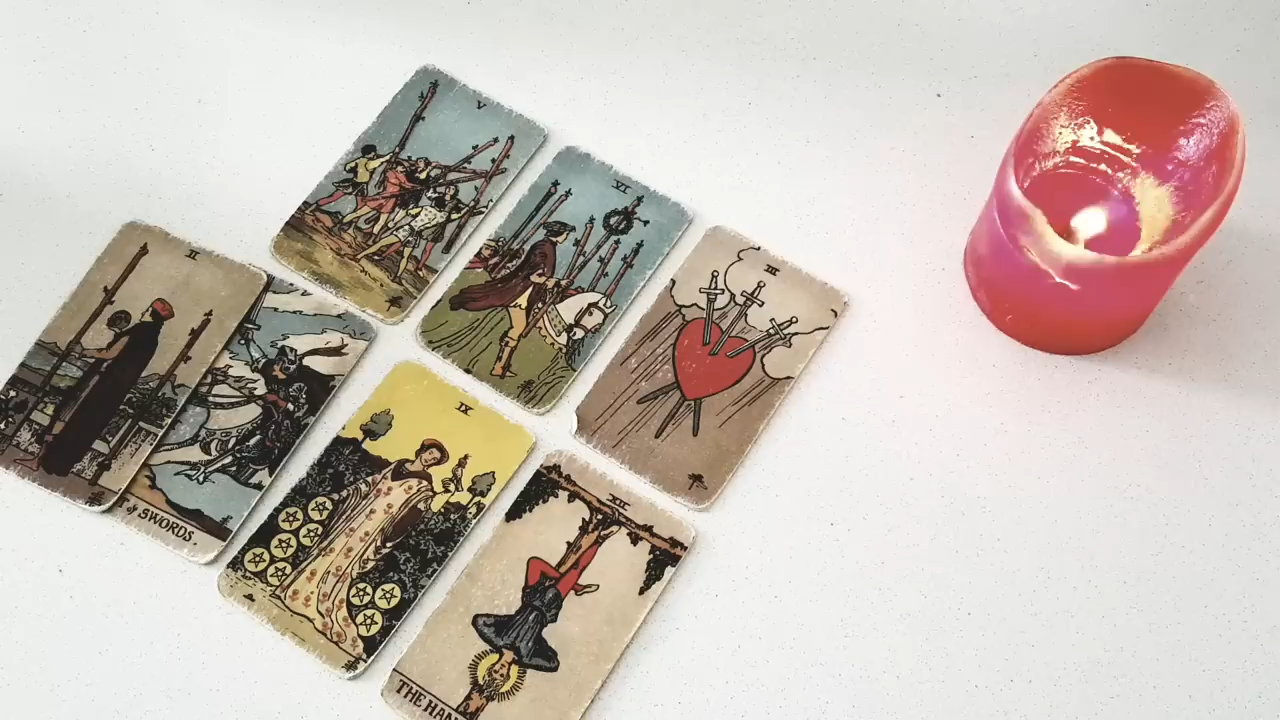 V
VI
III
II
T of SWORDS.
IX
XII
THE HAN